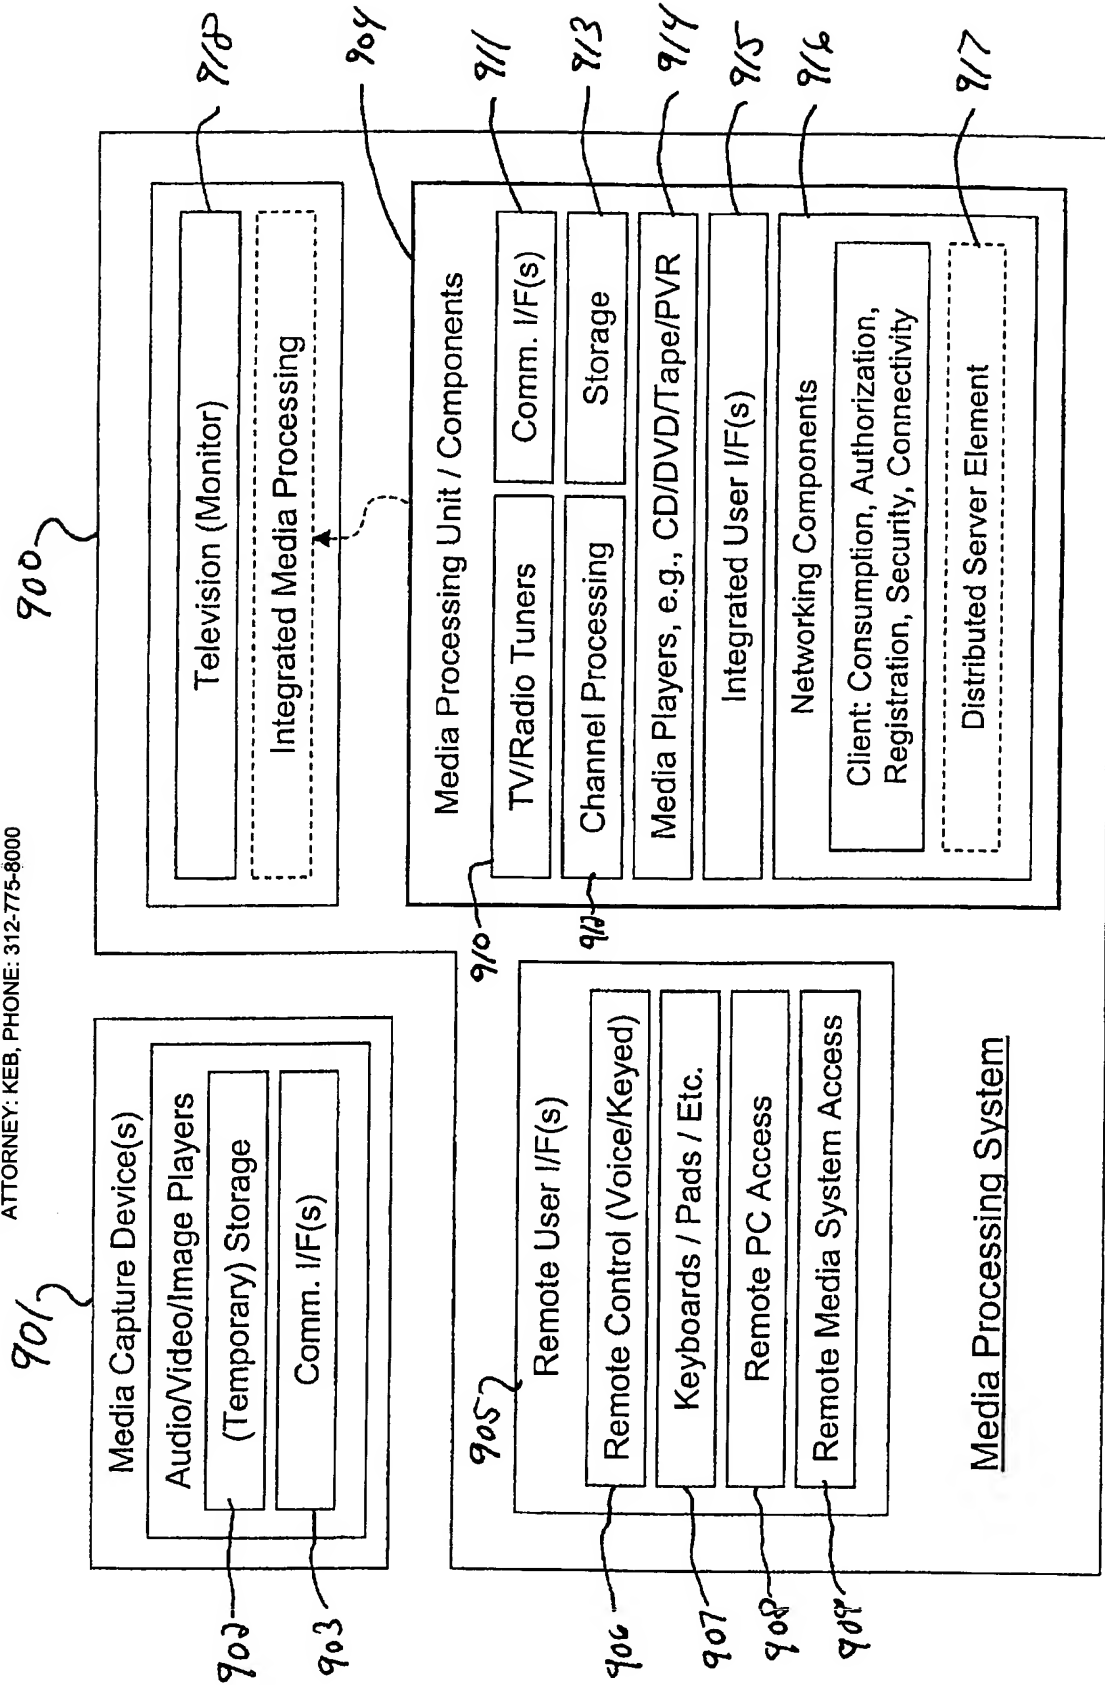 ATTORNEY: KEB, PHONE: 312-775-8000
901
900
Media Capture Device(s)
Audio/Video/Image Players
(Temporary) Storage
Comm. I/F(s)
902
903
Television (Monitor)
Integrated Media Processing
918
904
Media Processing Unit / Components
TV/Radio Tuners
Comm. I/F(s)
910
911
Channel Processing
Storage
912
913
Media Players, e.g., CD/DVD/Tape/PVR
914
Integrated User I/F(s)
915
Networking Components
916
Client: Consumption, Authorization,
Registration, Security, Connectivity
Distributed Server Element
917
905
Remote User I/F(s)
Remote Control (Voice/Keyed)
906
Keyboards / Pads / Etc.
907
Remote PC Access
908
Remote Media System Access
909
Media Processing System